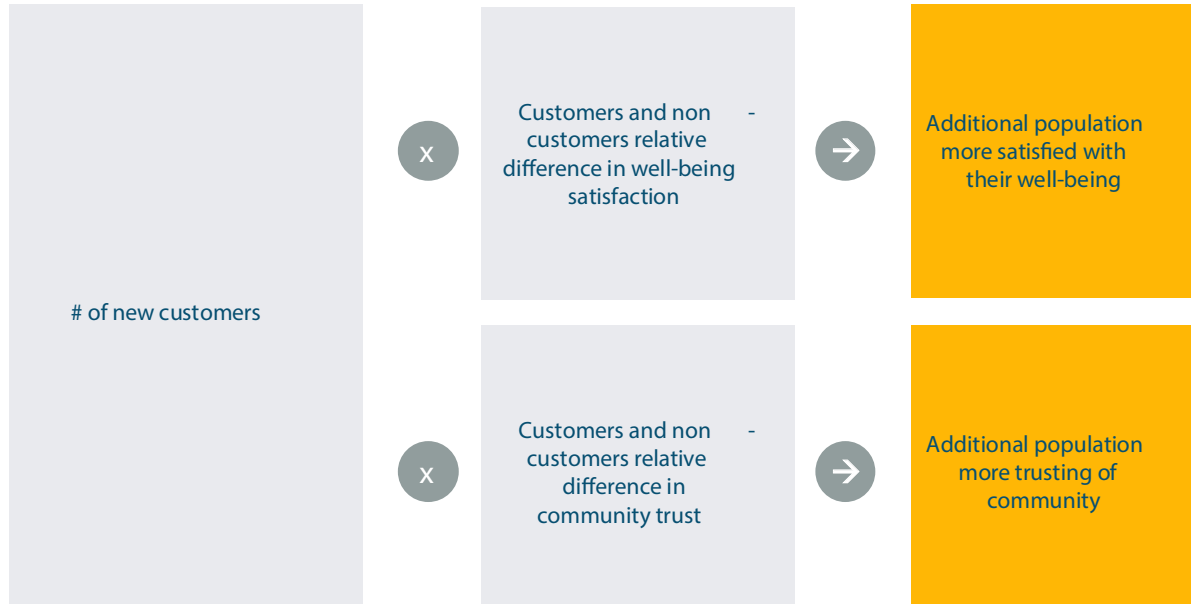 # of new customers
x
Customers and non -
customers relative
difference in well-being
satisfaction
→
Additional population
more satisfied with
their well-being
x
Customers and non -
customers relative
difference in
community trust
→
Additional population
more trusting of
community